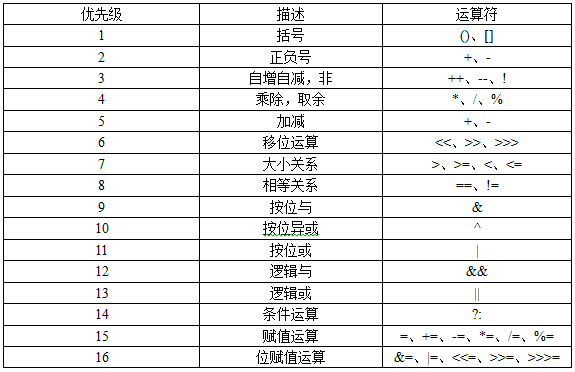 优先级 描述 运算符
1 括号 ()、[]
2 正负号 +、-
3 自增自减，非 ++、--、!
4 乘除，取余 *、/、%
5 加减 +、-
6 移位运算 <<、>>、>>>
7 大小关系 >、>=、<、<=
8 相等关系 ==、!=
9 按位与 &
10 按位异或 ^
11 按位或 |
12 逻辑与 &&
13 逻辑或 ||
14 条件运算 ?:
15 赋值运算 =、+=、-=、*=、/=、%=
16 位赋值运算 &=、|=、<<=、>>=、>>>=